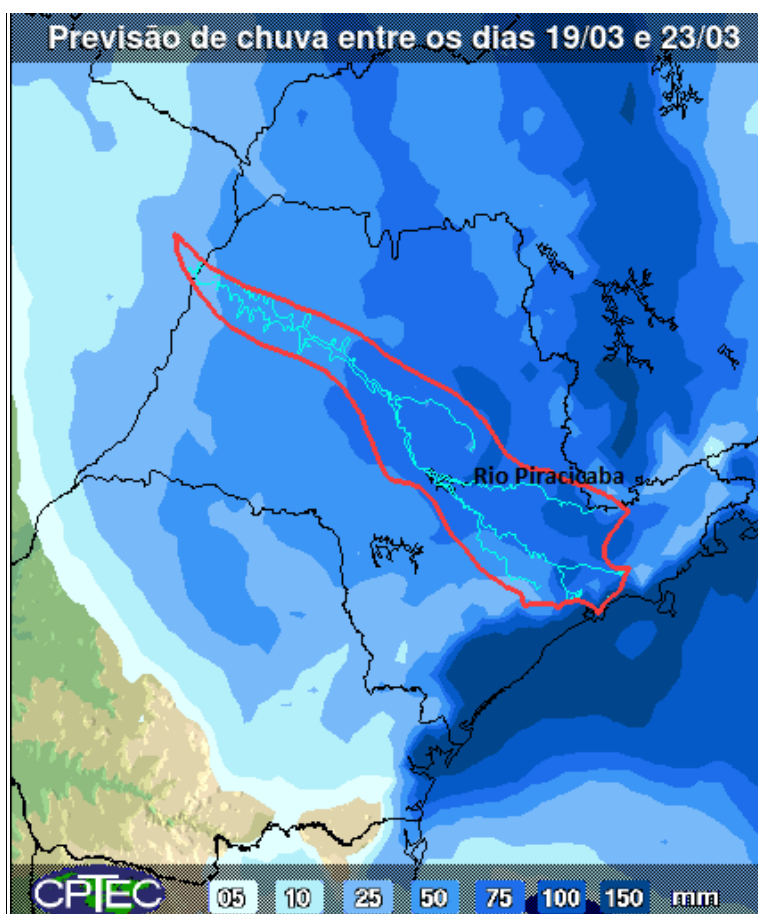 Previsão de chuva entre os dias 19/03 e 23/03
Rio Piracicaba
CPTEC 05 10 25 50 75 100 150 mm